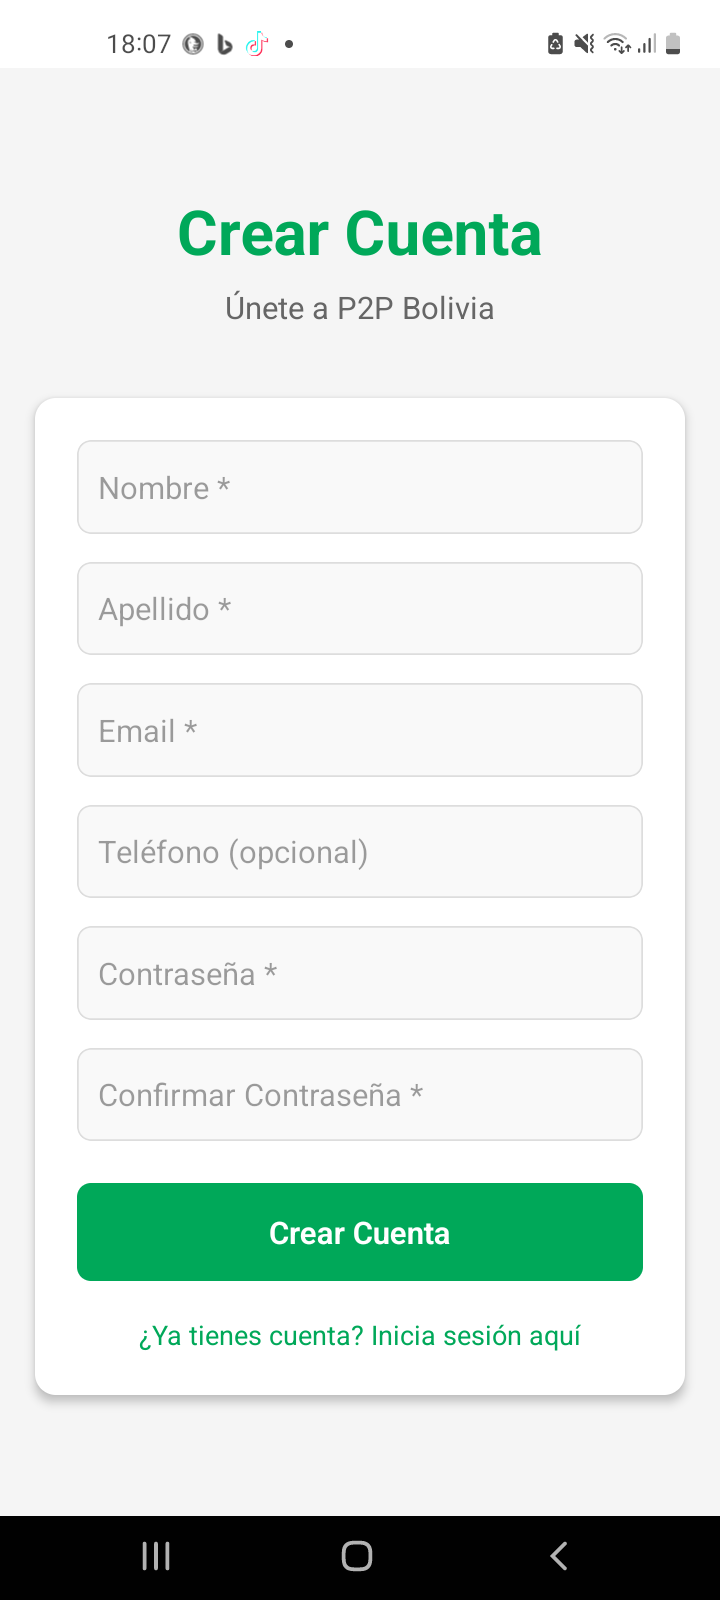 18:07
Crear Cuenta
Únete a P2P Bolivia
Nombre *
Apellido *
Email *
Teléfono (opcional)
Contraseña *
Confirmar Contraseña *
Crear Cuenta
¿Ya tienes cuenta? Inicia sesión aquí